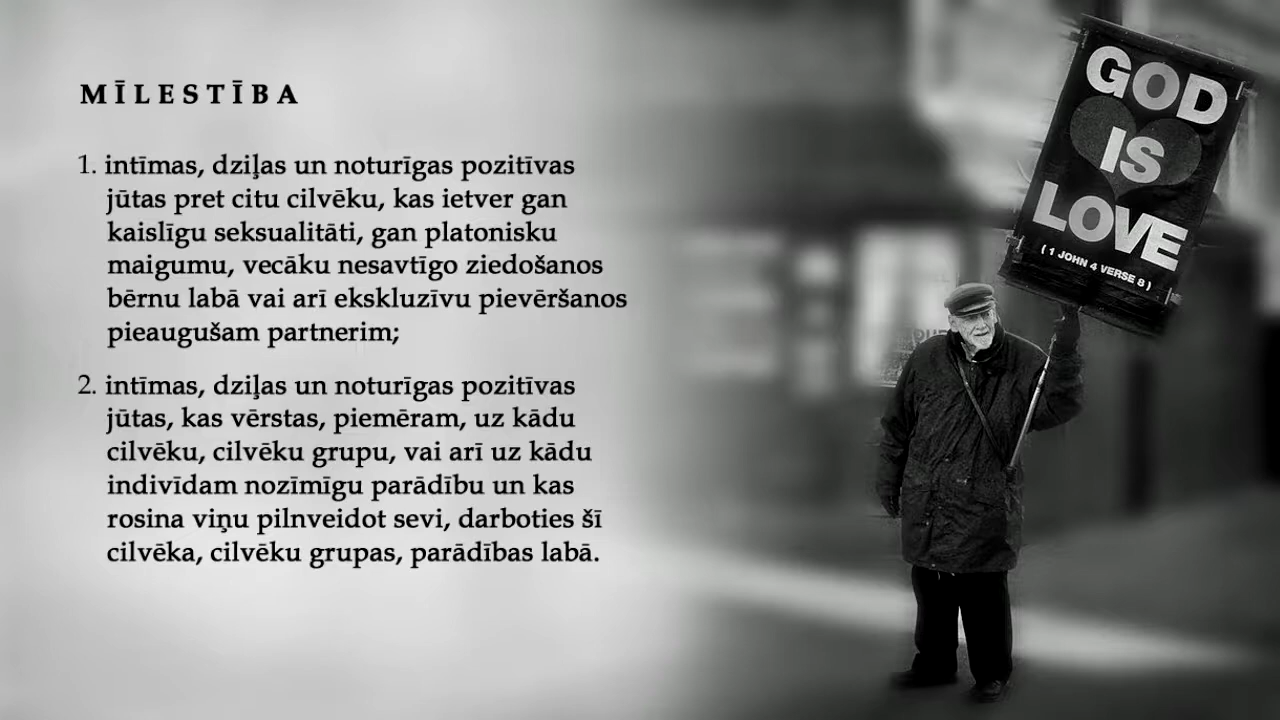 MĪLESTĪBA
1. intīmas, dziļas un noturīgas pozitīvas
jūtas pret citu cilvēku, kas ietver gan
kaislīgu seksualitāti, gan platonisku
maigumu, vecāku nesavtīgo ziedošanos
bērnu labā vai arī ekskluzīvu pievēršanos
pieaugušam partnerim;
2. intīmas, dziļas un noturīgas pozitīvas
jūtas, kas vērstas, piemēram, uz kādu
cilvēku, cilvēku grupu, vai arī uz kādu
indivīdam nozīmīgu parādību un kas
rosina viņu pilnveidot sevi, darboties šī
cilvēka, cilvēku grupas, parādības labā.
GOD
IS
LOVE
( 1 JOHN 4 VERSE 8 )